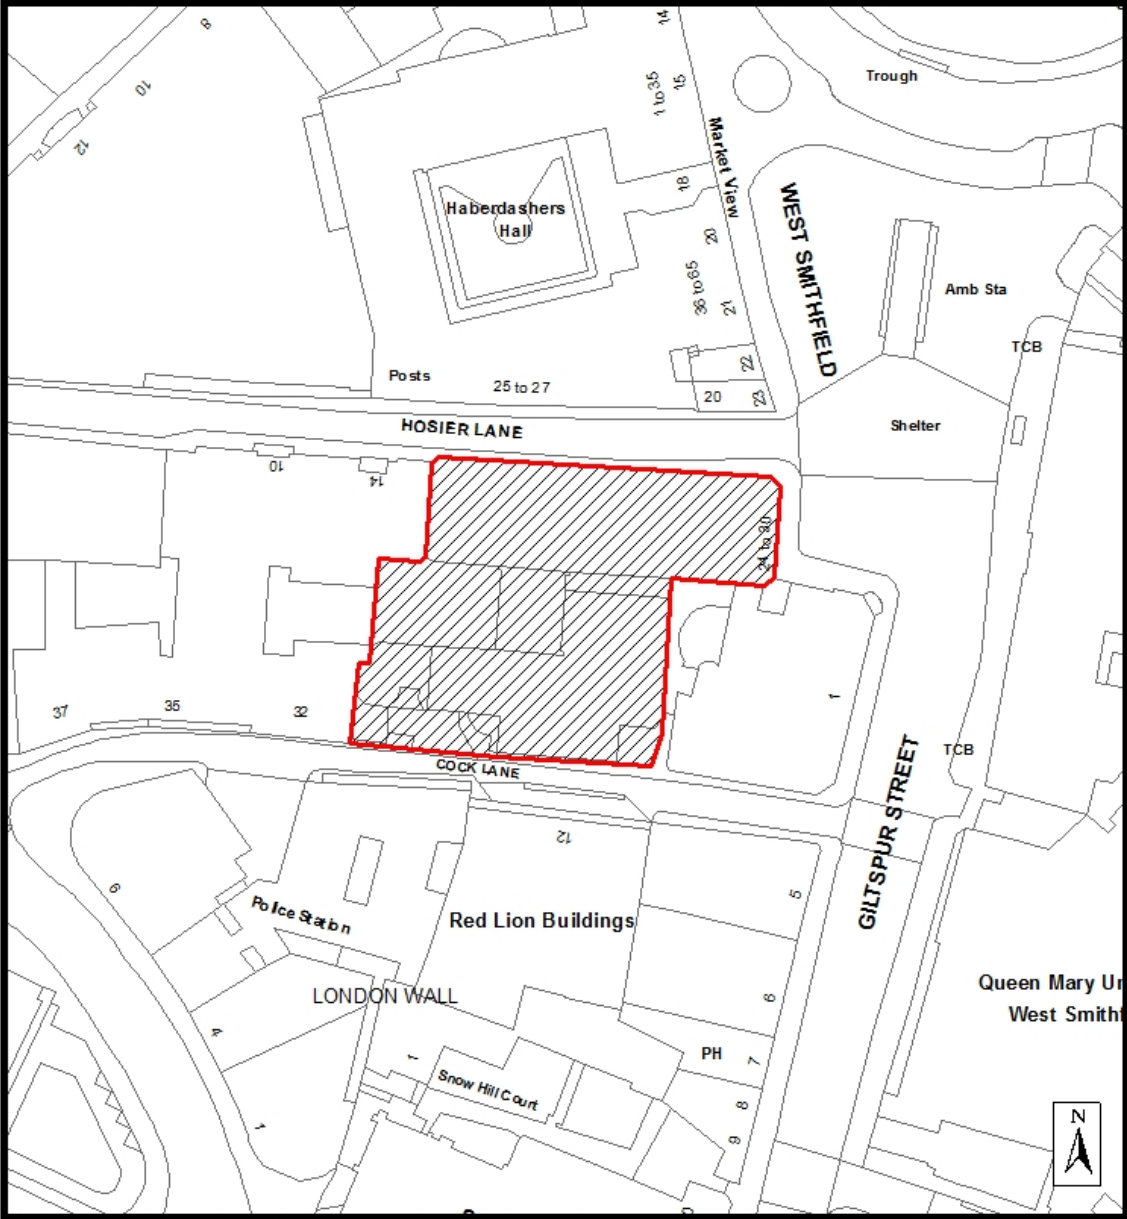 8
10
12
14
1 to 35
15
Trough
Market View
18
Haberdashers
Hall
20
36 to 65
21
WEST SMITHFIELD
Amb Sta
TCB
22
Posts
25 to 27
20
23
HOSIER LANE
Shelter
10
14
24 to 30
37
35
32
1
COCK LANE
TCB
GILTSPUR STREET
12
6
5
Police Station
Red Lion Buildings
LONDON WALL
6
Queen Mary Un
West Smithf
4
1
PH
7
Snow Hill Court
8
9
1
N